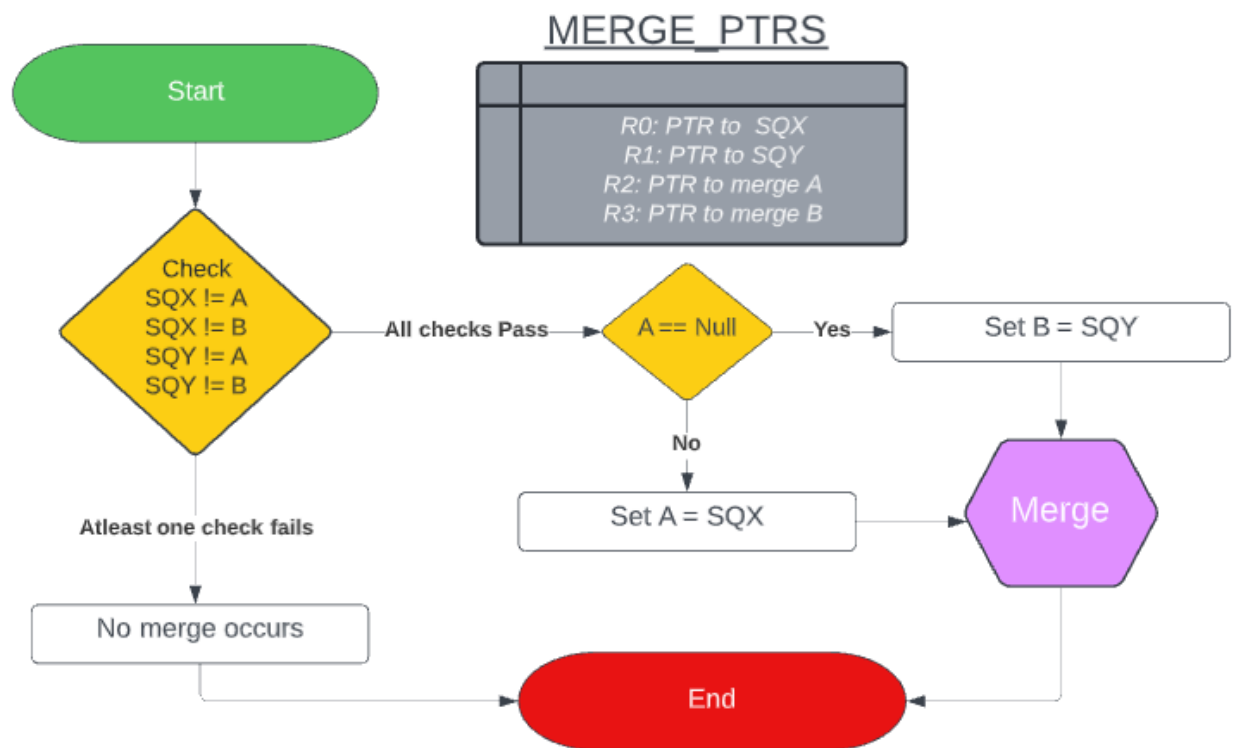 MERGE_PTRS
Start
R0: PTR to SQX
R1: PTR to SQY
R2: PTR to merge A
R3: PTR to merge B
Check
SQX != A
SQX != B
SQY != A
SQY != B
All checks Pass
A == Null
Yes
Set B = SQY
No
Set A = SQX
Merge
Atleast one check fails
No merge occurs
End